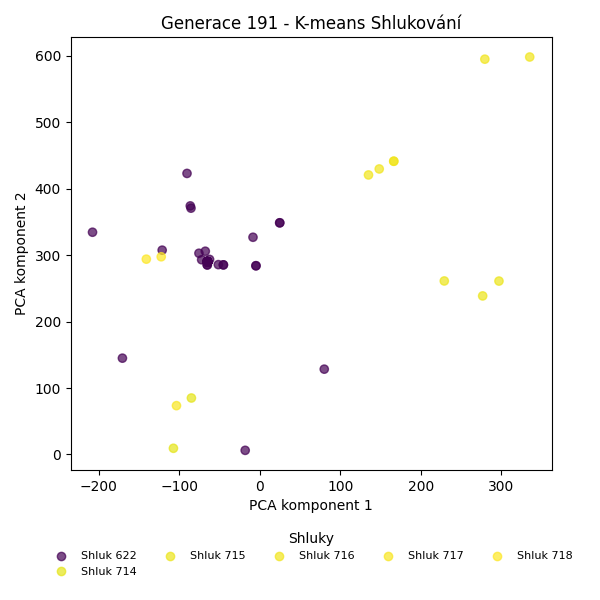 Generace 191 - K-means Shlukování
600
500
400
300
200
100
0
PCA komponent 2
−200 −100 0 100 200 300
PCA komponent 1
Shluky
Shluk 622 Shluk 715 Shluk 716 Shluk 717 Shluk 718
Shluk 714